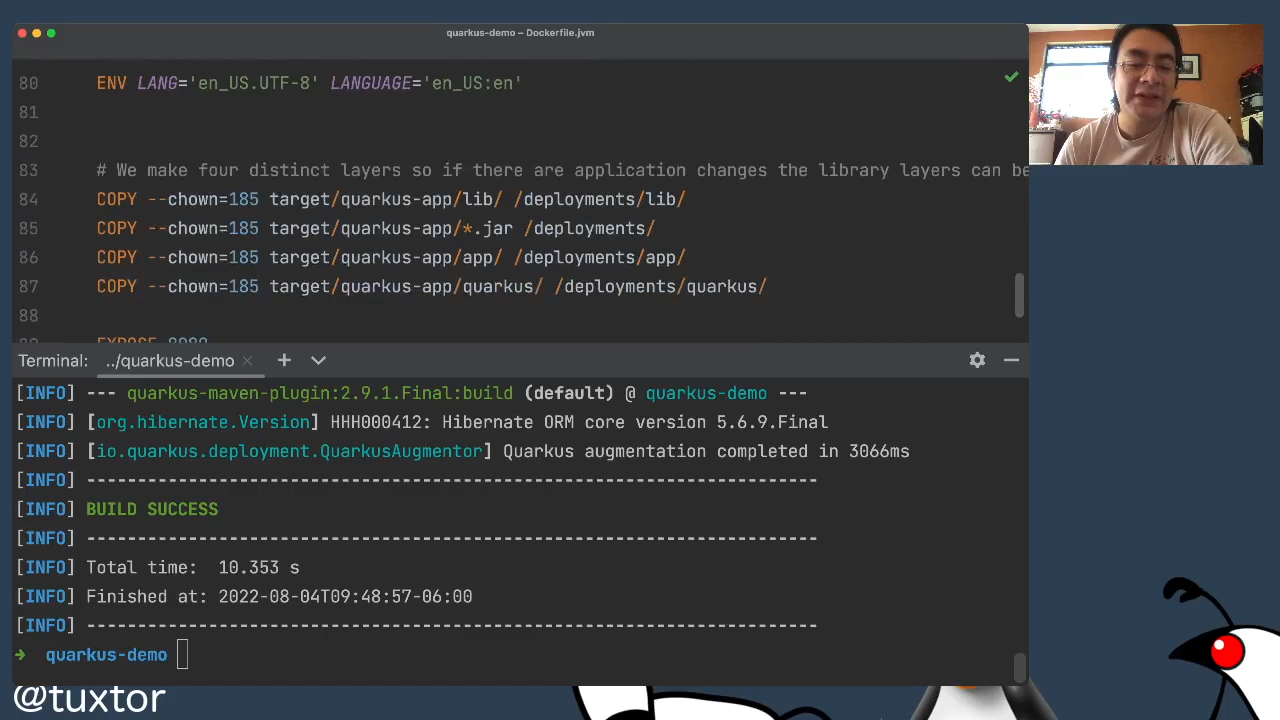 quarkus-demo – Dockerfile.jvm
80 ENV LANG='en_US.UTF-8' LANGUAGE='en_US:en'
81
82
83 # We make four distinct layers so if there are application changes the library layers can be
84 COPY --chown=185 target/quarkus-app/lib/ /deployments/lib/
85 COPY --chown=185 target/quarkus-app/*.jar /deployments/
86 COPY --chown=185 target/quarkus-app/app/ /deployments/app/
87 COPY --chown=185 target/quarkus-app/quarkus/ /deployments/quarkus/
88
89 EXPOSE 8080
Terminal: ../quarkus-demo × +
[INFO] --- quarkus-maven-plugin:2.9.1.Final:build (default) @ quarkus-demo ---
[INFO] [org.hibernate.Version] HHH000412: Hibernate ORM core version 5.6.9.Final
[INFO] [io.quarkus.deployment.QuarkusAugmentor] Quarkus augmentation completed in 3066ms
[INFO] ------------------------------------------------------------------------
[INFO] BUILD SUCCESS
[INFO] ------------------------------------------------------------------------
[INFO] Total time:  10.353 s
[INFO] Finished at: 2022-08-04T09:48:57-06:00
[INFO] ------------------------------------------------------------------------
➜ quarkus-demo
@tuxtor